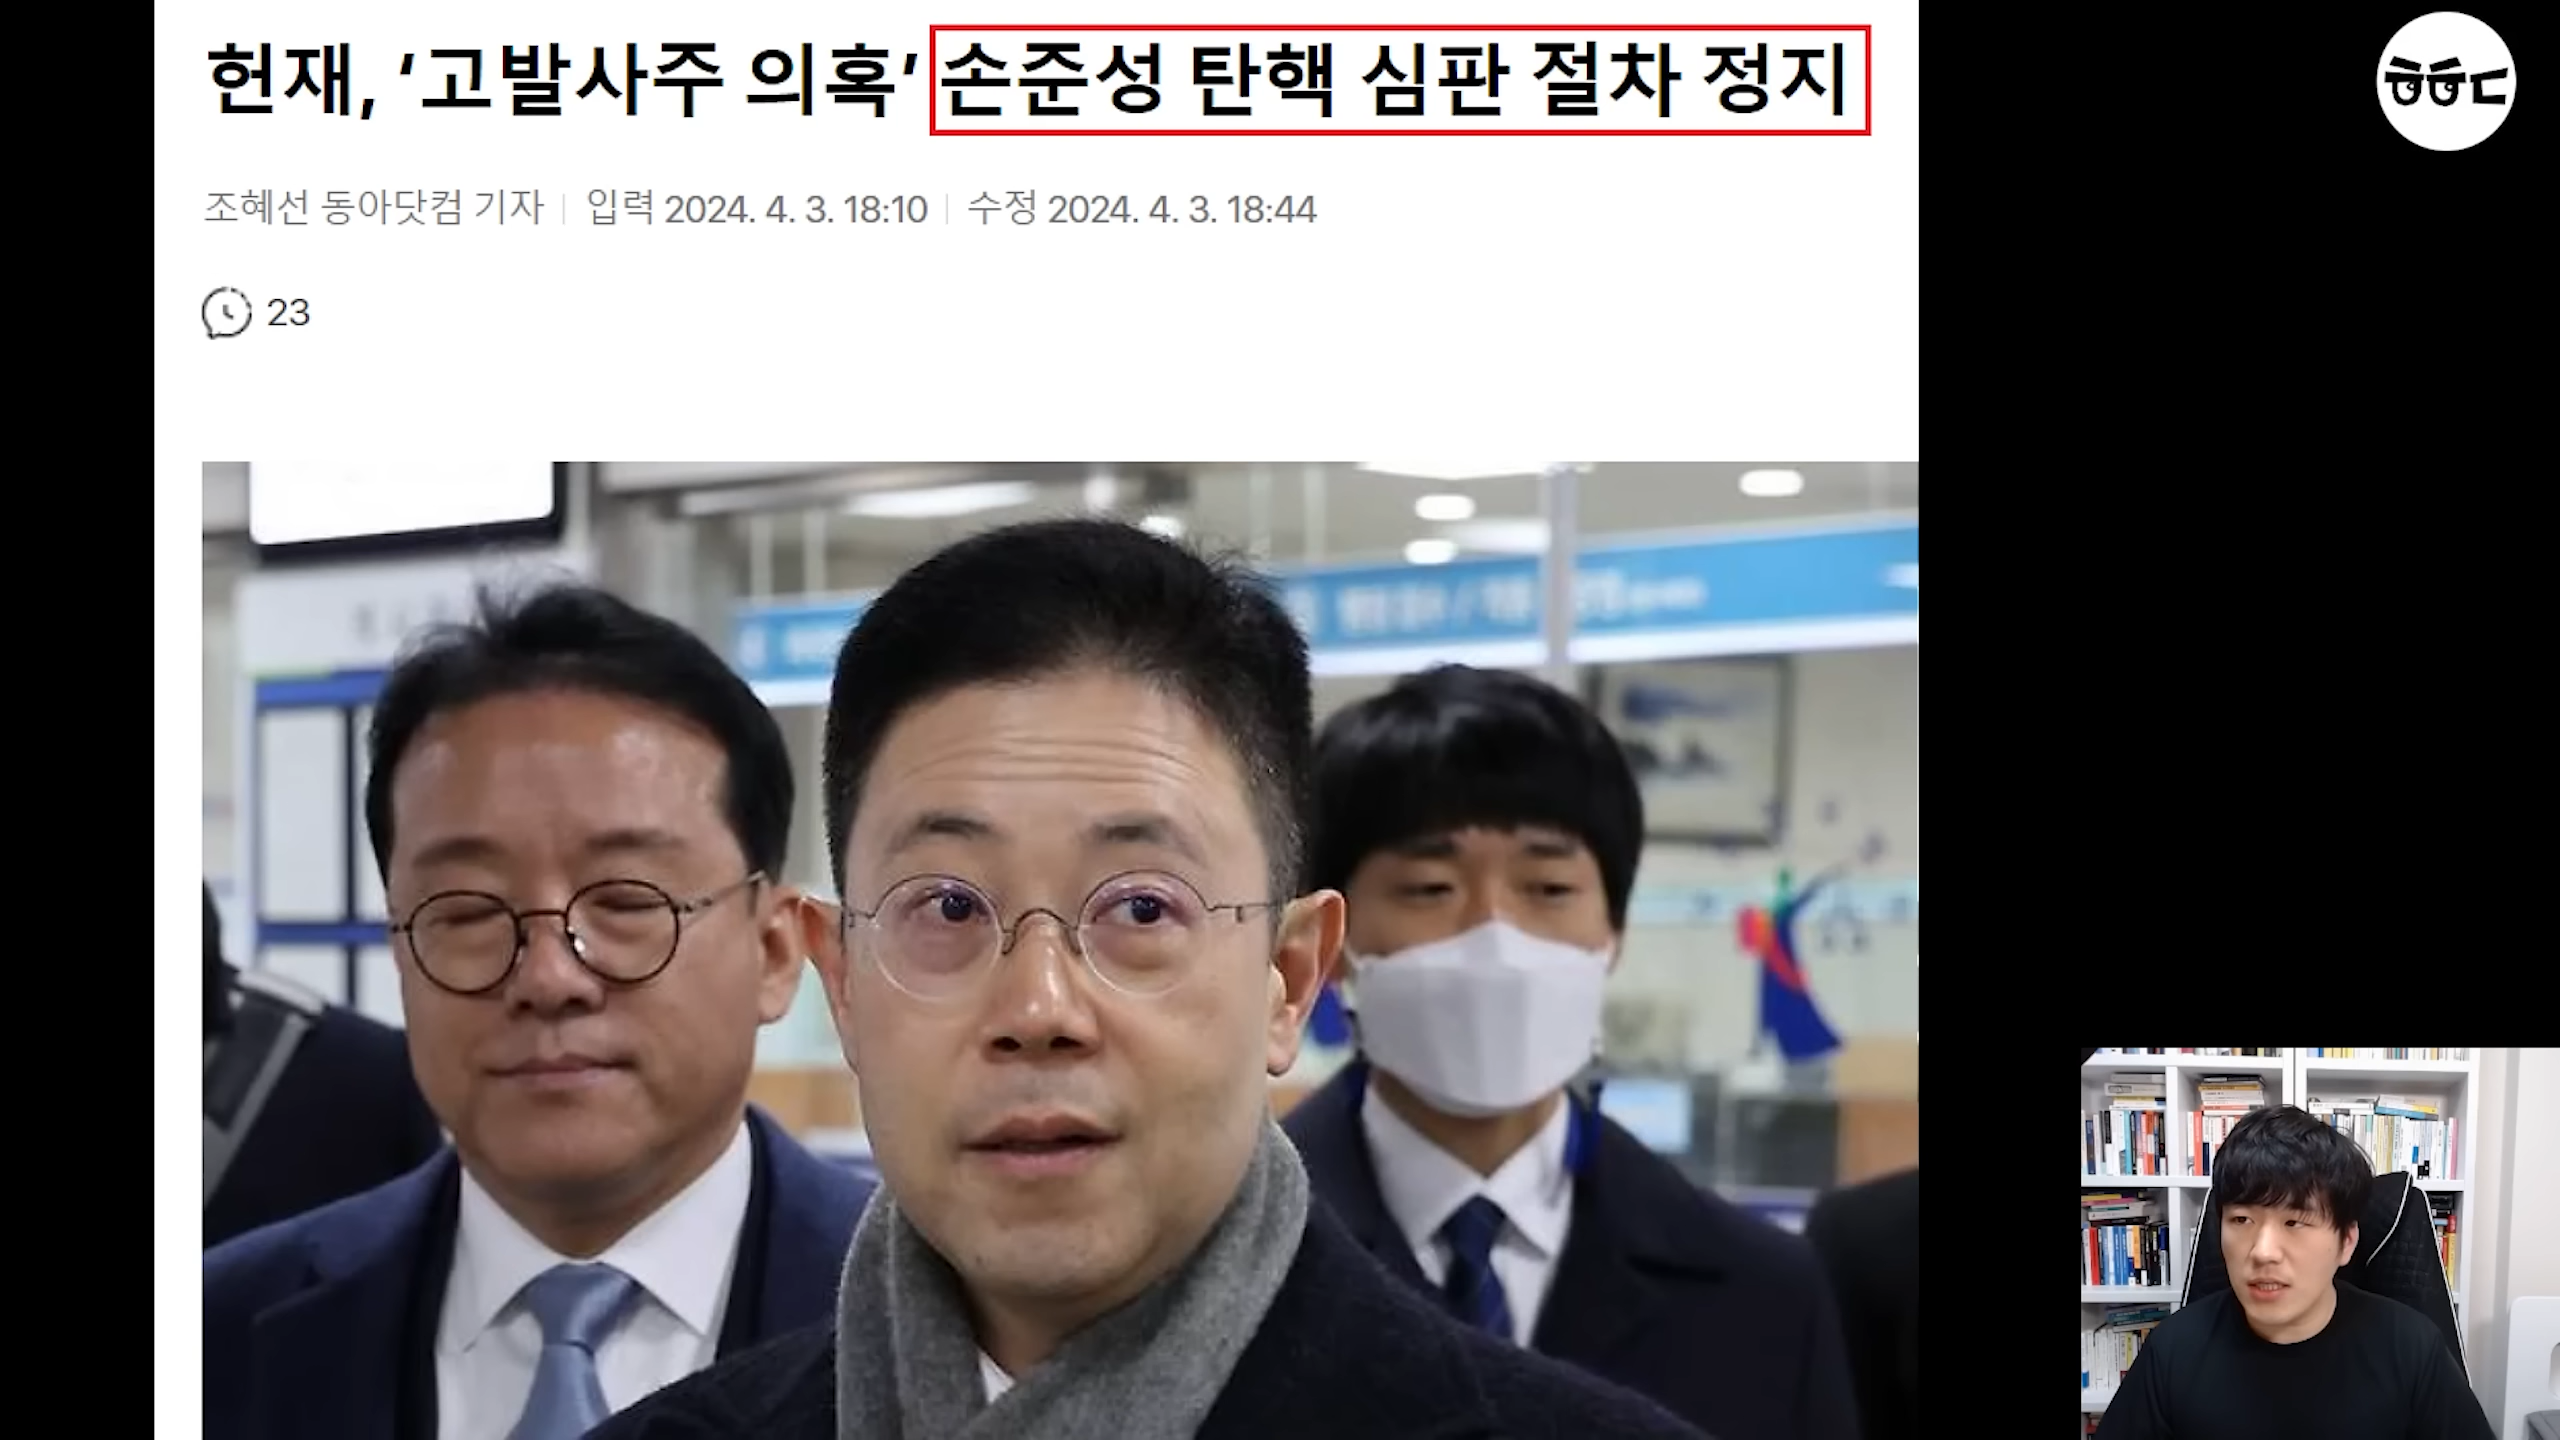 헌재, ‘고발사주 의혹’ 손준성 탄핵 심판 절차 정지
조혜선 동아닷컴 기자 | 입력 2024. 4. 3. 18:10 | 수정 2024. 4. 3. 18:44
23
ㅎㅎㄷ